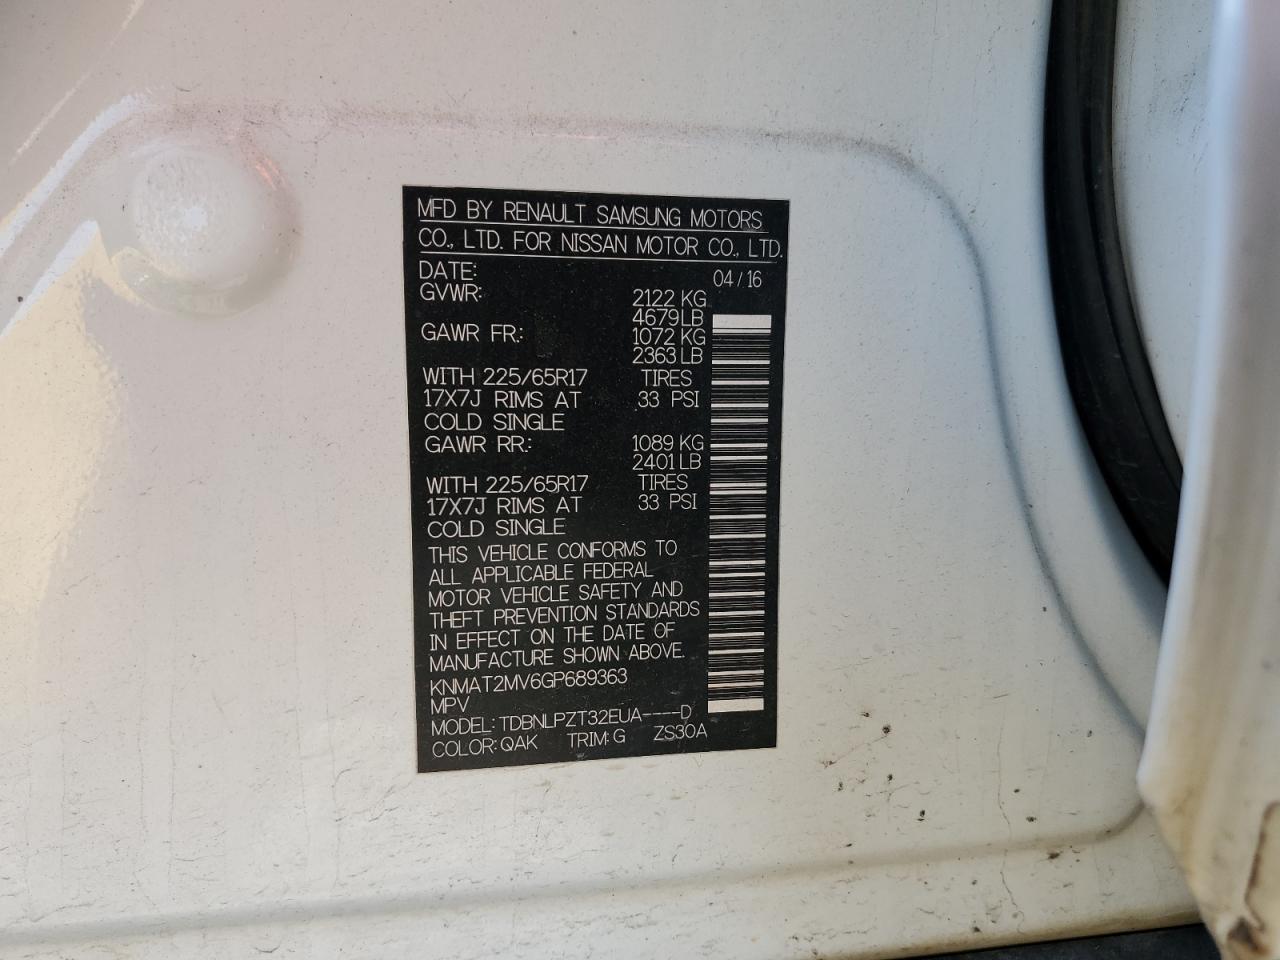 MFD BY RENAULT SAMSUNG MOTORS
CO., LTD. FOR NISSAN MOTOR CO., LTD.
DATE: 04/16
GVWR: 2122 KG
4679 LB
GAWR FR.: 1072 KG
2363 LB
WITH 225/65R17 TIRES
17X7J RIMS AT 33 PSI
COLD SINGLE
GAWR RR.: 1089 KG
2401 LB
WITH 225/65R17 TIRES
17X7J RIMS AT 33 PSI
COLD SINGLE
THIS VEHICLE CONFORMS TO
ALL APPLICABLE FEDERAL
MOTOR VEHICLE SAFETY AND
THEFT PREVENTION STANDARDS
IN EFFECT ON THE DATE OF
MANUFACTURE SHOWN ABOVE.
KNMAT2MV6GP689363
MPV
MODEL: TDBNLPZT32EUA----D
COLOR: QAK TRIM: G ZS30A